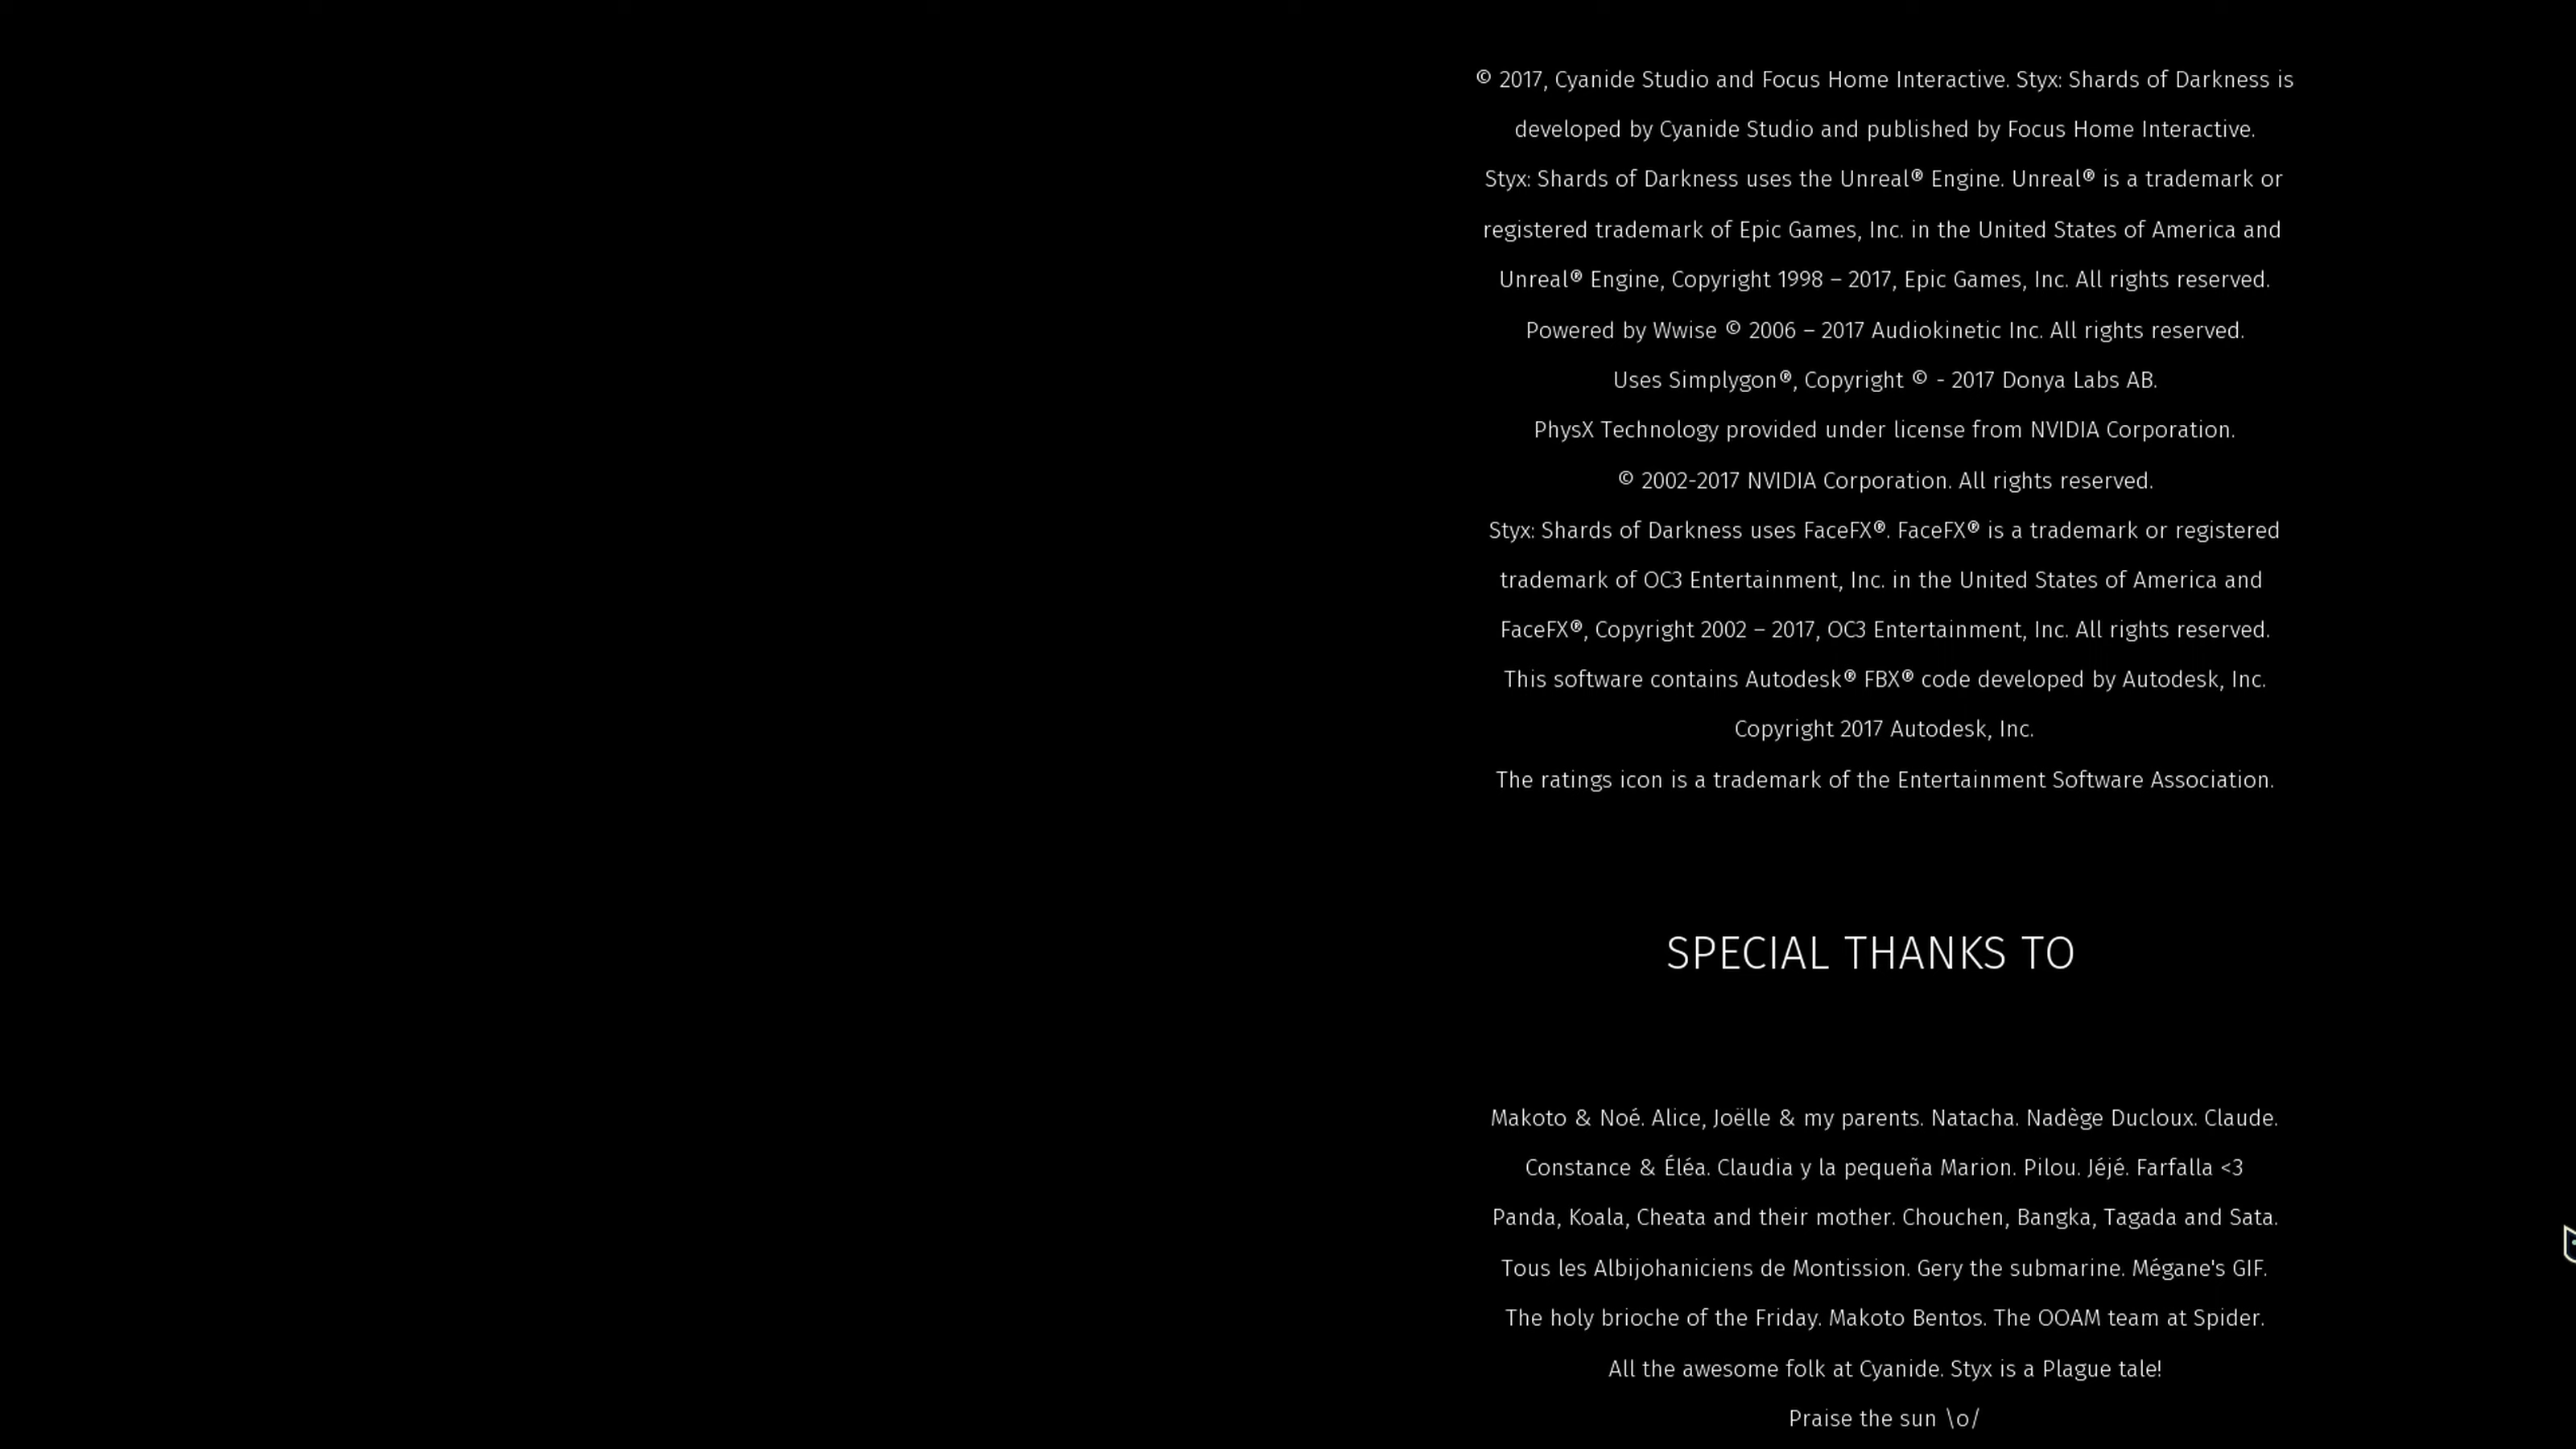 © 2017, Cyanide Studio and Focus Home Interactive. Styx: Shards of Darkness is
developed by Cyanide Studio and published by Focus Home Interactive.
Styx: Shards of Darkness uses the Unreal® Engine. Unreal® is a trademark or
registered trademark of Epic Games, Inc. in the United States of America and
Unreal® Engine, Copyright 1998 – 2017, Epic Games, Inc. All rights reserved.
Powered by Wwise © 2006 – 2017 Audiokinetic Inc. All rights reserved.
Uses Simplygon®, Copyright © - 2017 Donya Labs AB.
PhysX Technology provided under license from NVIDIA Corporation.
© 2002-2017 NVIDIA Corporation. All rights reserved.
Styx: Shards of Darkness uses FaceFX®. FaceFX® is a trademark or registered
trademark of OC3 Entertainment, Inc. in the United States of America and
FaceFX®, Copyright 2002 – 2017, OC3 Entertainment, Inc. All rights reserved.
This software contains Autodesk® FBX® code developed by Autodesk, Inc.
Copyright 2017 Autodesk, Inc.
The ratings icon is a trademark of the Entertainment Software Association.
SPECIAL THANKS TO
Makoto & Noé. Alice, Joëlle & my parents. Natacha. Nadège Ducloux. Claude.
Constance & Éléa. Claudia y la pequeña Marion. Pilou. Jéjé. Farfalla <3
Panda, Koala, Cheata and their mother. Chouchen, Bangka, Tagada and Sata.
Tous les Albijohaniciens de Montission. Gery the submarine. Mégane's GIF.
The holy brioche of the Friday. Makoto Bentos. The OOAM team at Spider.
All the awesome folk at Cyanide. Styx is a Plague tale!
Praise the sun \o/